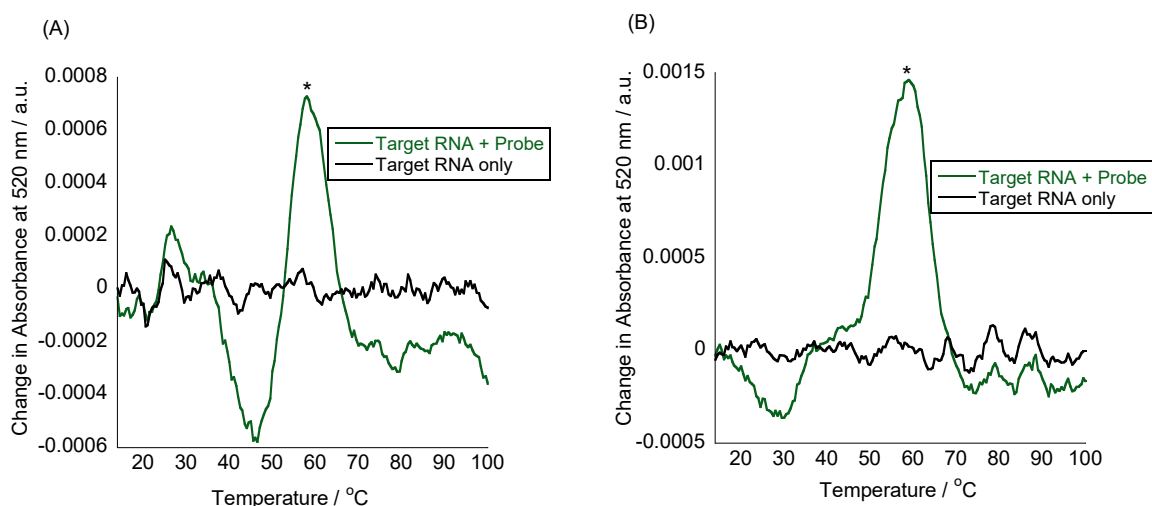 (A)
Change in Absorbance at 520 nm / a.u.
0.0008
0.0006
0.0004
0.0002
0
-0.0002
-0.0004
-0.0006
*
Target RNA + Probe
Target RNA only
20 30 40 50 60 70 80 90 100
Temperature / °C
(B)
Change in Absorbance at 520 nm / a.u.
0.0015
0.001
0.0005
0
-0.0005
*
Target RNA + Probe
Target RNA only
20 30 40 50 60 70 80 90 100
Temperature / °C